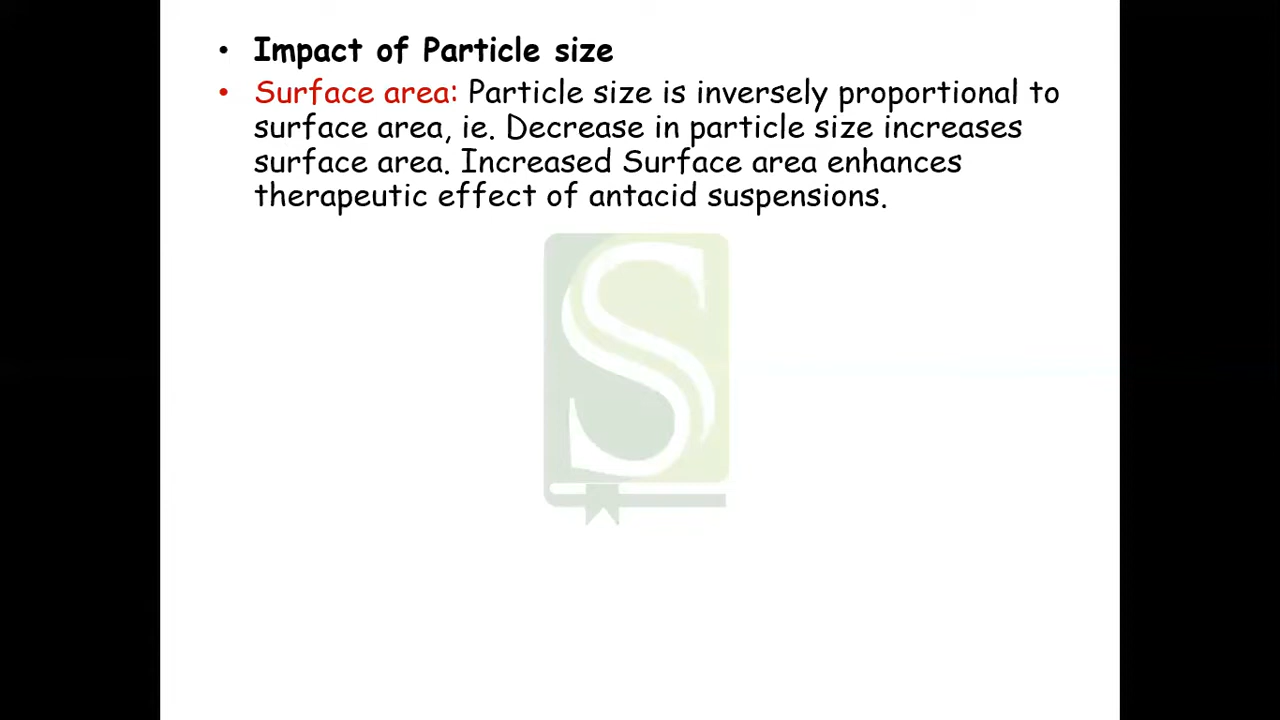 • Impact of Particle size
• Surface area: Particle size is inversely proportional to
surface area, ie. Decrease in particle size increases
surface area. Increased Surface area enhances
therapeutic effect of antacid suspensions.
S